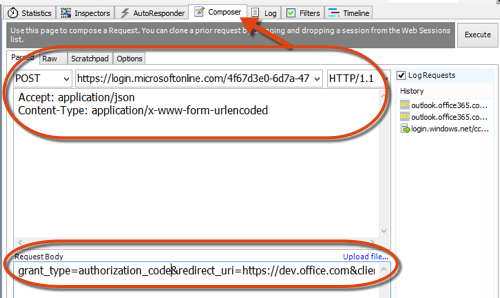 Statistics Inspectors AutoResponder Composer Log Filters Timeline
Use this page to compose a Request. You can clone a prior request by dragging and dropping a session from the Web Sessions
list.
Execute
Parsed Raw Scratchpad Options
POST https://login.microsoftonline.com/4f67d3e0-6d7a-47 HTTP/1.1
Log Requests
Accept: application/json
Content-Type: application/x-www-form-urlencoded
History
outlook.office365.co...
outlook.office365.co...
login.windows.net/cc...
Request Body Upload file...
grant_type=authorization_code&redirect_uri=https://dev.office.com&clien